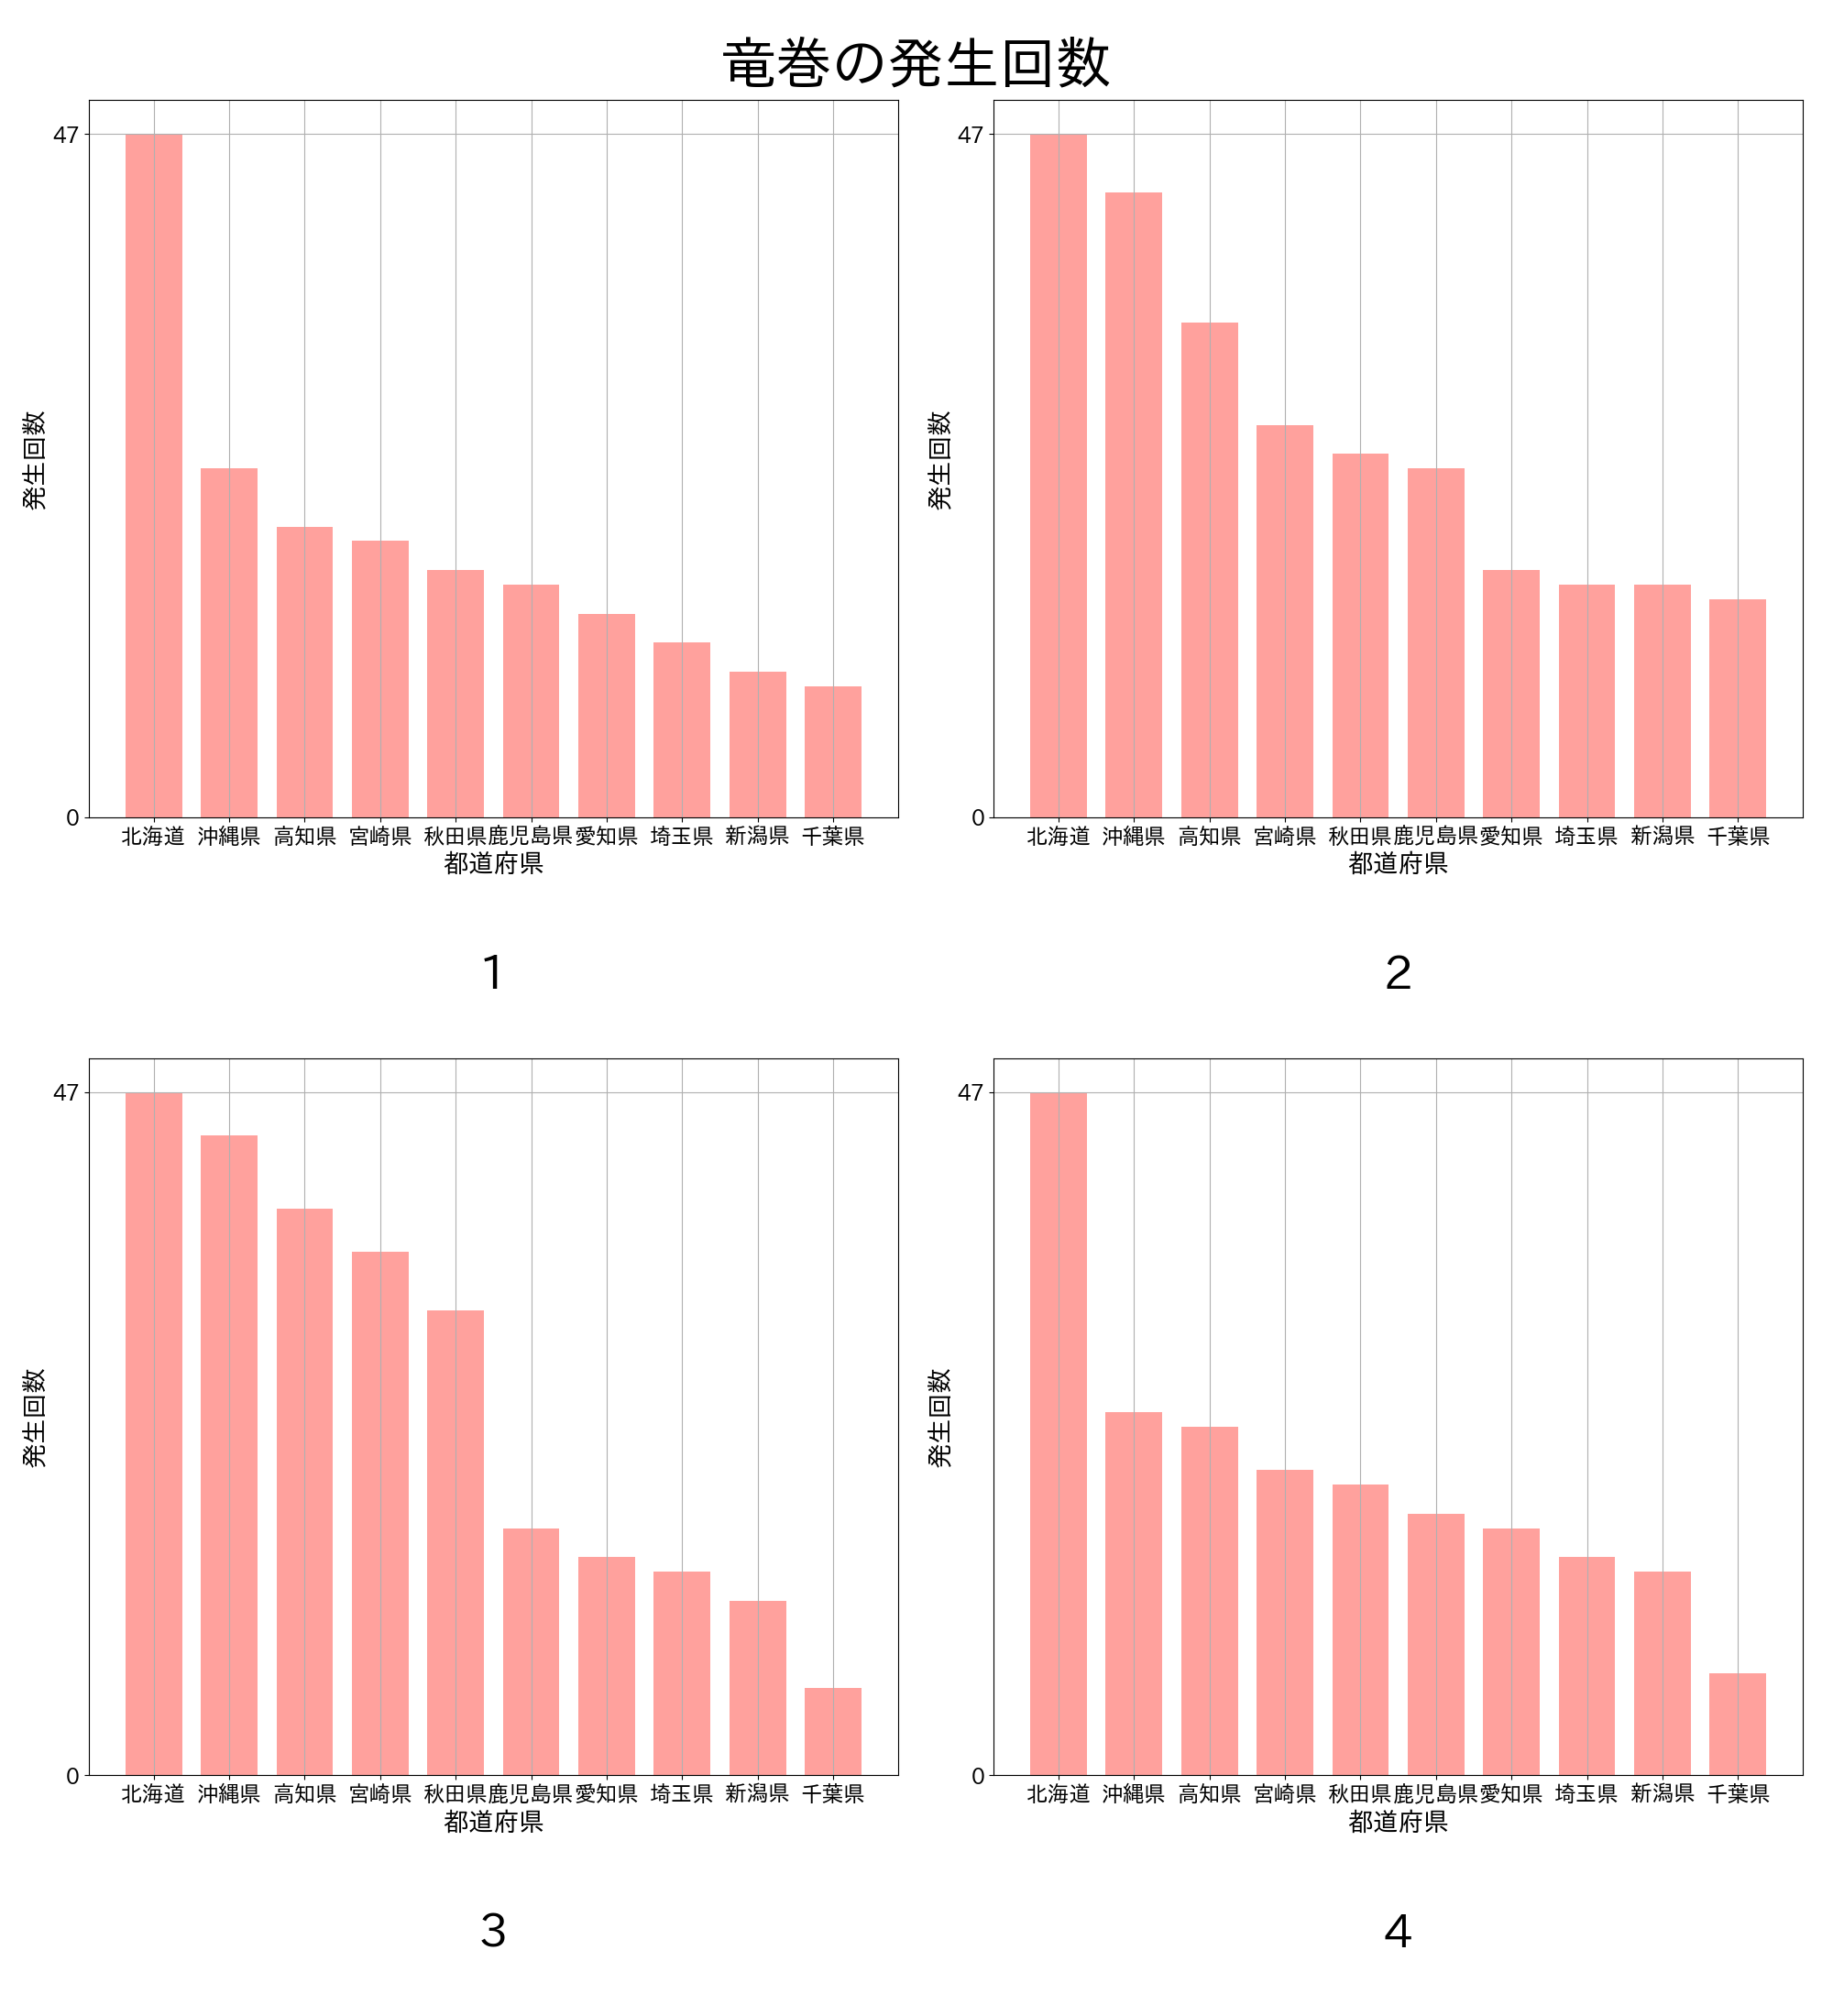 竜巻の発生回数
47
0
発生回数
北海道 沖縄県 高知県 宮崎県 秋田県 鹿児島県 愛知県 埼玉県 新潟県 千葉県
都道府県
1
47
0
発生回数
北海道 沖縄県 高知県 宮崎県 秋田県 鹿児島県 愛知県 埼玉県 新潟県 千葉県
都道府県
2
47
0
発生回数
北海道 沖縄県 高知県 宮崎県 秋田県 鹿児島県 愛知県 埼玉県 新潟県 千葉県
都道府県
3
47
0
発生回数
北海道 沖縄県 高知県 宮崎県 秋田県 鹿児島県 愛知県 埼玉県 新潟県 千葉県
都道府県
4